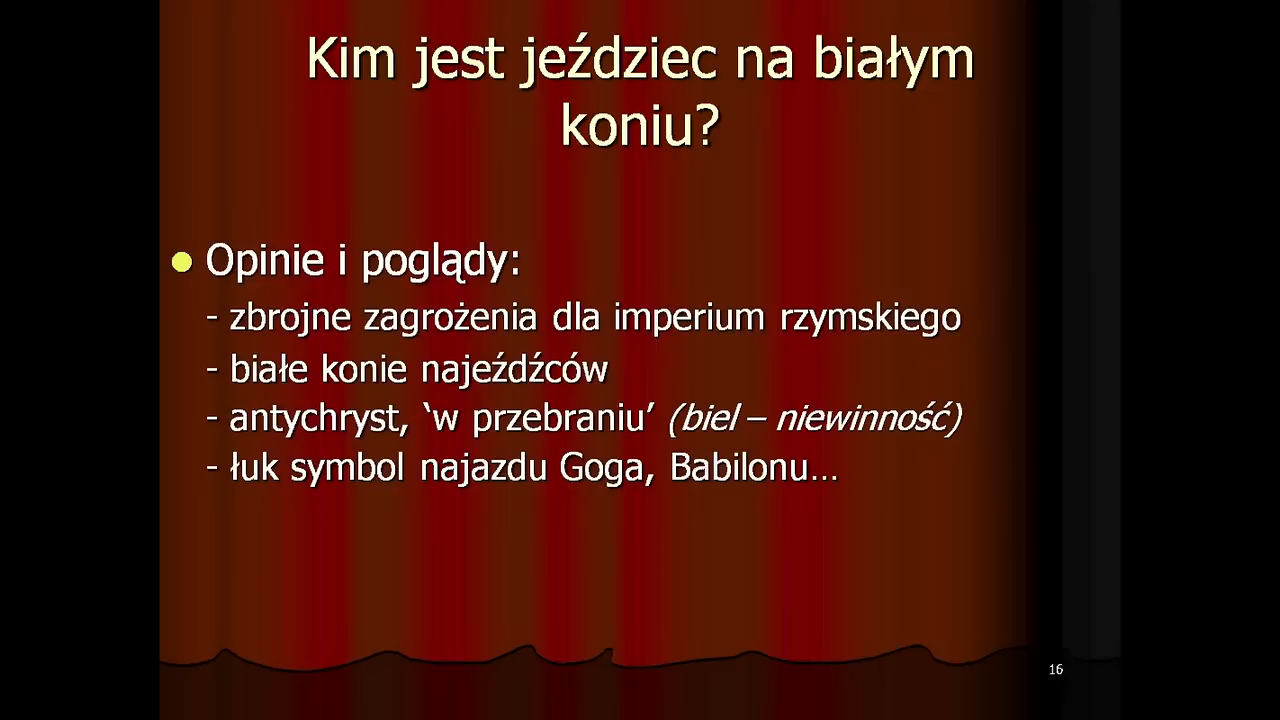 Kim jest jeździec na białym
koniu?
Opinie i poglądy:
- zbrojne zagrożenia dla imperium rzymskiego
- białe konie najeźdźców
- antychryst, ‘w przebraniu’ (biel – niewinność)
- łuk symbol najazdu Goga, Babilonu…
16